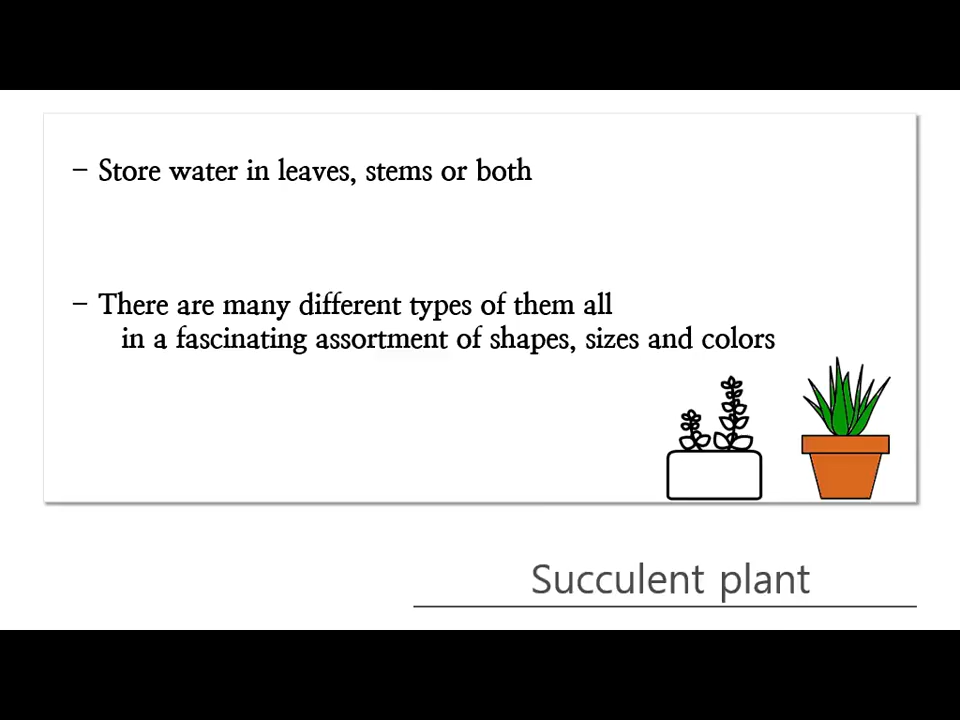 – Store water in leaves, stems or both
– There are many different types of them all
in a fascinating assortment of shapes, sizes and colors
Succulent plant